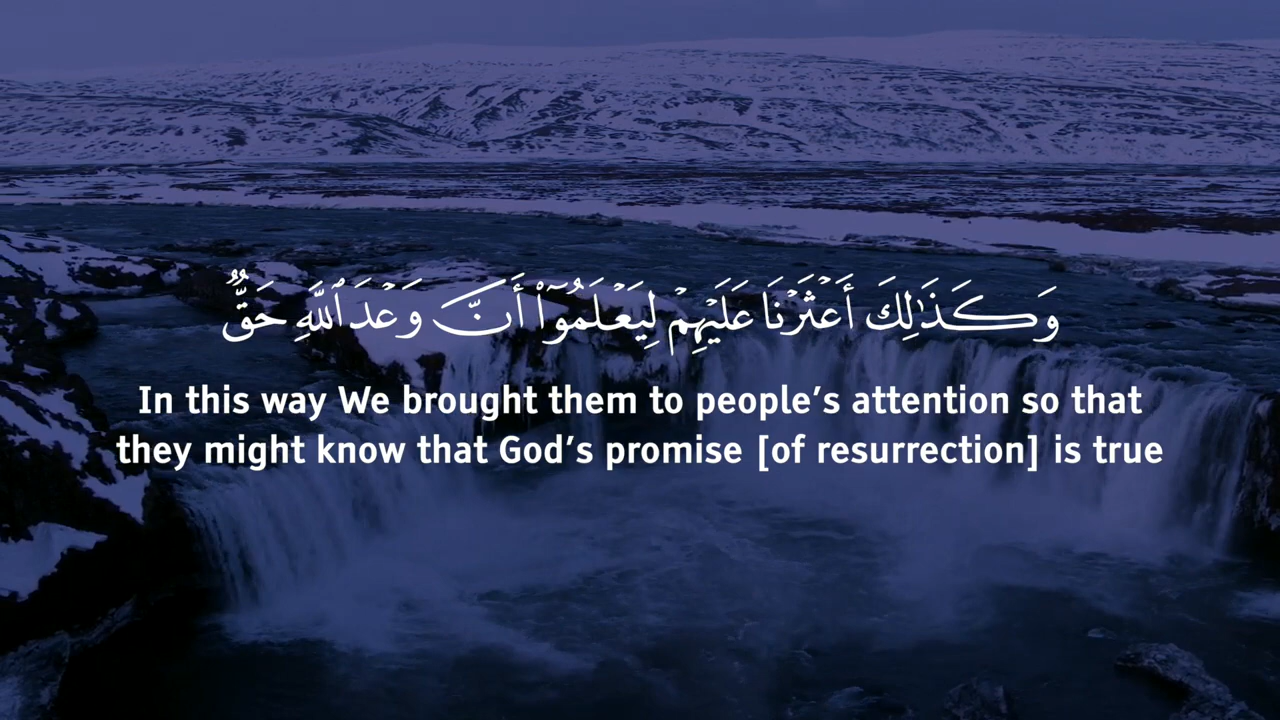 وَكَذَٰلِكَ أَعْثَرْنَا عَلَيْهِمْ لِيَعْلَمُوٓا۟ أَنَّ وَعْدَ ٱللَّهِ حَقٌّ
In this way We brought them to people’s attention so that
they might know that God’s promise [of resurrection] is true